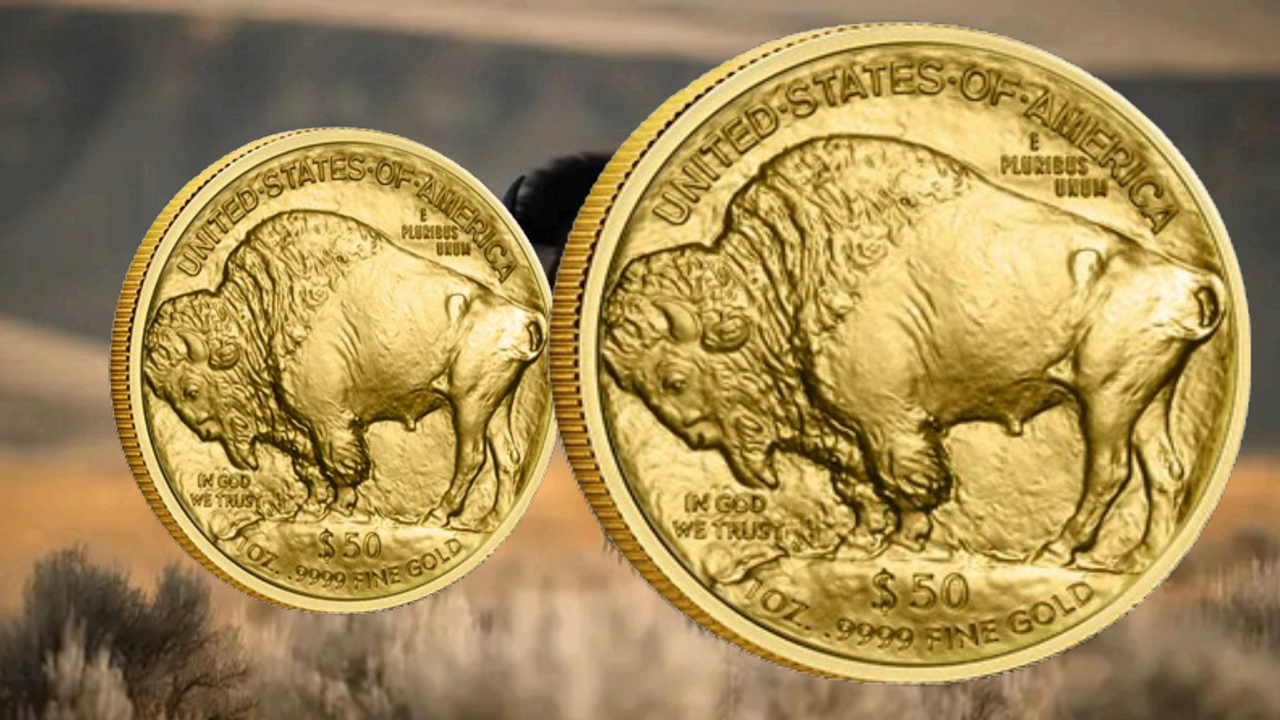 UNITED·STATES·OF·AMERICA
E
PLURIBUS
UNUM
IN GOD
WE TRUST
$50
1 OZ. .9999 FINE GOLD
UNITED·STATES·OF·AMERICA
E
PLURIBUS
UNUM
IN GOD
WE TRUST
$50
1 OZ. .9999 FINE GOLD